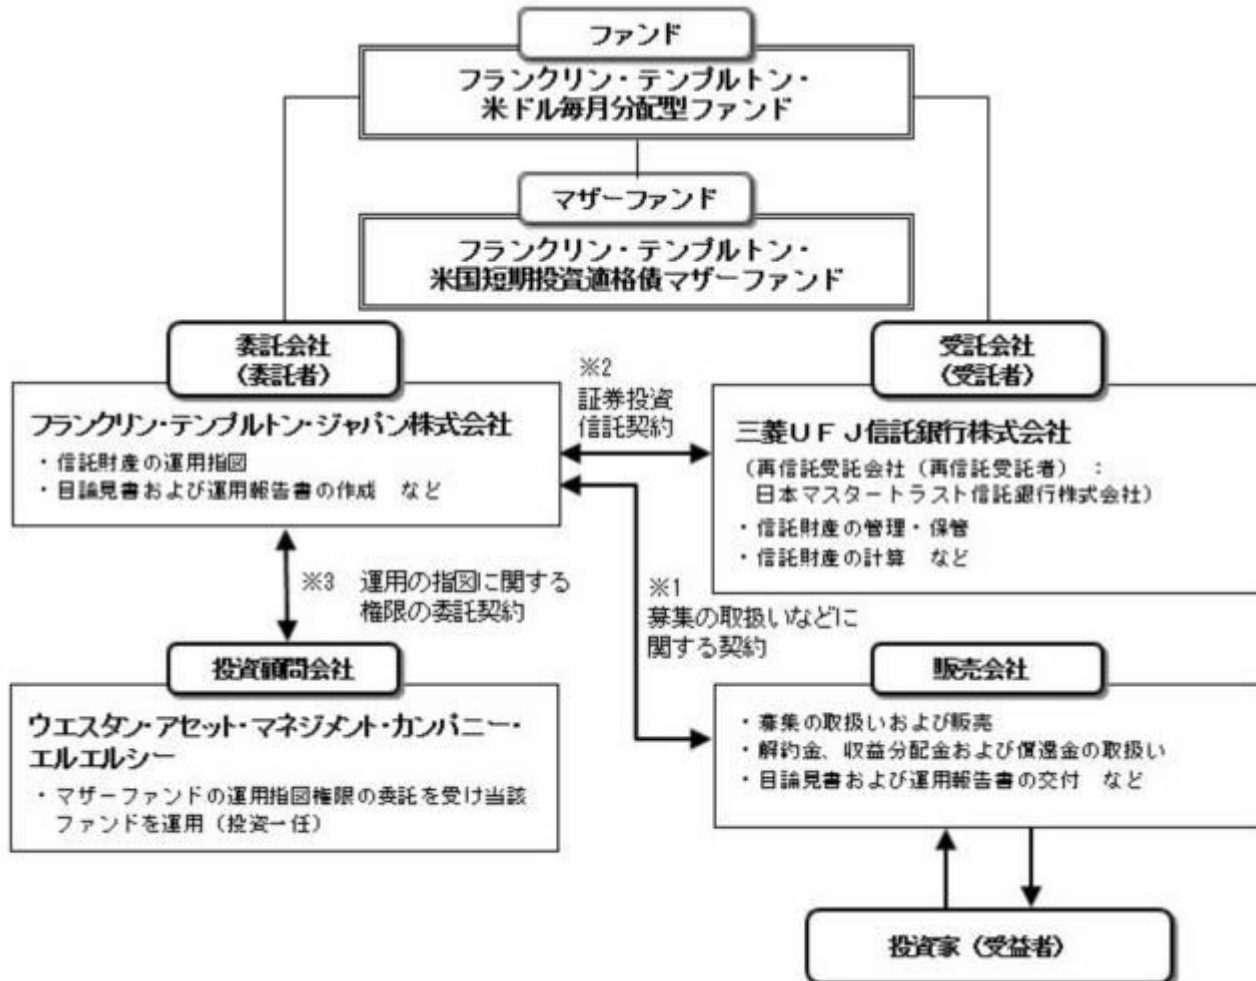 ファンド
フランクリン・テンプルトン・
米ドル毎月分配型ファンド
マザーファンド
フランクリン・テンプルトン・
米国短期投資適格債マザーファンド
委託会社
（委託者）
フランクリン・テンプルトン・ジャパン株式会社
・信託財産の運用指図
・目論見書および運用報告書の作成　など
※2
証券投資
信託契約
受託会社
（受託者）
三菱ＵＦＪ信託銀行株式会社
（再信託受託会社（再信託受託者）：
日本マスタートラスト信託銀行株式会社）
・信託財産の管理・保管
・信託財産の計算　など
※3　運用の指図に関する
権限の委託契約
※1
募集の取扱いなどに
関する契約
投資顧問会社
ウエスタン・アセット・マネジメント・カンパニー・
エルエルシー
・マザーファンドの運用指図権限の委託を受け当該
ファンドを運用（投資一任）
販売会社
・募集の取扱いおよび販売
・解約金、収益分配金および償還金の取扱い
・目論見書および運用報告書の交付　など
投資家（受益者）